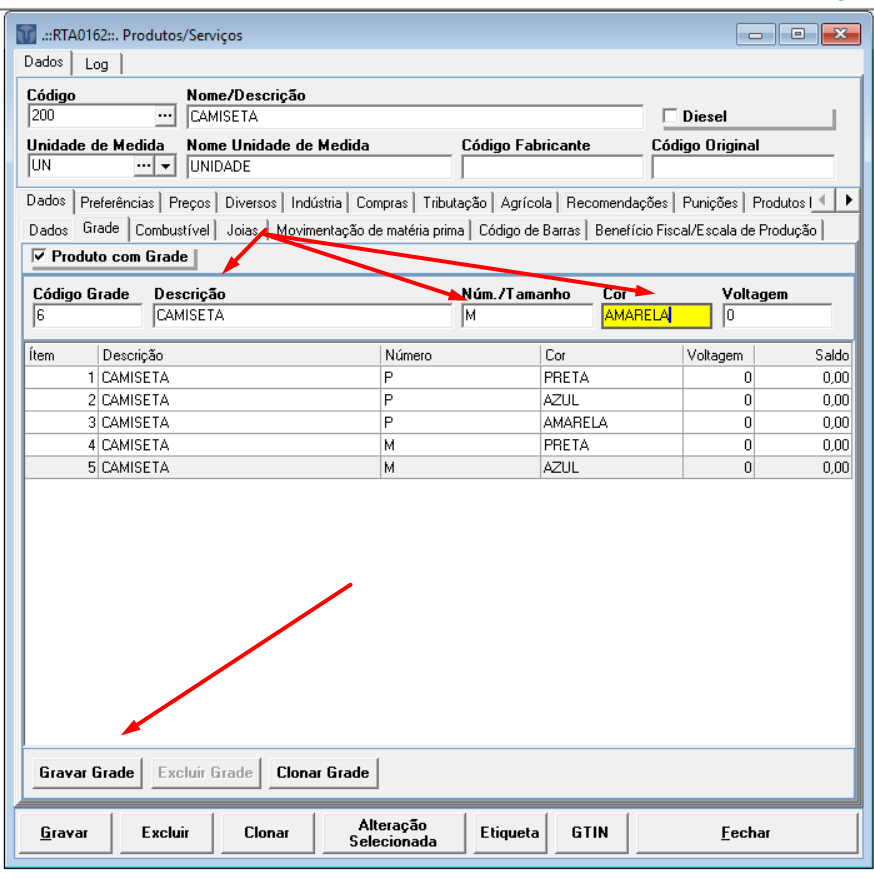 .::RTA0162::. Produtos/Serviços
Dados Log
Código Nome/Descrição
200 ... CAMISETA Diesel
Unidade de Medida Nome Unidade de Medida Código Fabricante Código Original
UN ... UNIDADE
Dados Preferências Preços Diversos Indústria Compras Tributação Agrícola Recomendações Punições Produtos
Dados Grade Combustível Joias Movimentação de matéria prima Código de Barras Benefício Fiscal/Escala de Produção
Produto com Grade
Código Grade Descrição Núm./Tamanho Cor Voltagem
6 CAMISETA M AMARELA 0
Ítem Descrição Número Cor Voltagem Saldo
1 CAMISETA P PRETA 0 0,00
2 CAMISETA P AZUL 0 0,00
3 CAMISETA P AMARELA 0 0,00
4 CAMISETA M PRETA 0 0,00
5 CAMISETA M AZUL 0 0,00
Gravar Grade Excluir Grade Clonar Grade
Gravar Excluir Clonar Alteração Selecionada Etiqueta GTIN Fechar